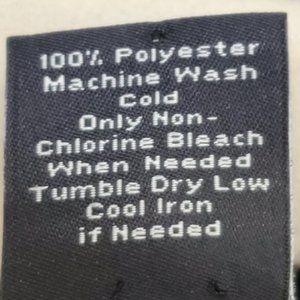 100% Polyester
Machine Wash
Cold
Only Non-
Chlorine Bleach
When Needed
Tumble Dry Low
Cool Iron
if Needed